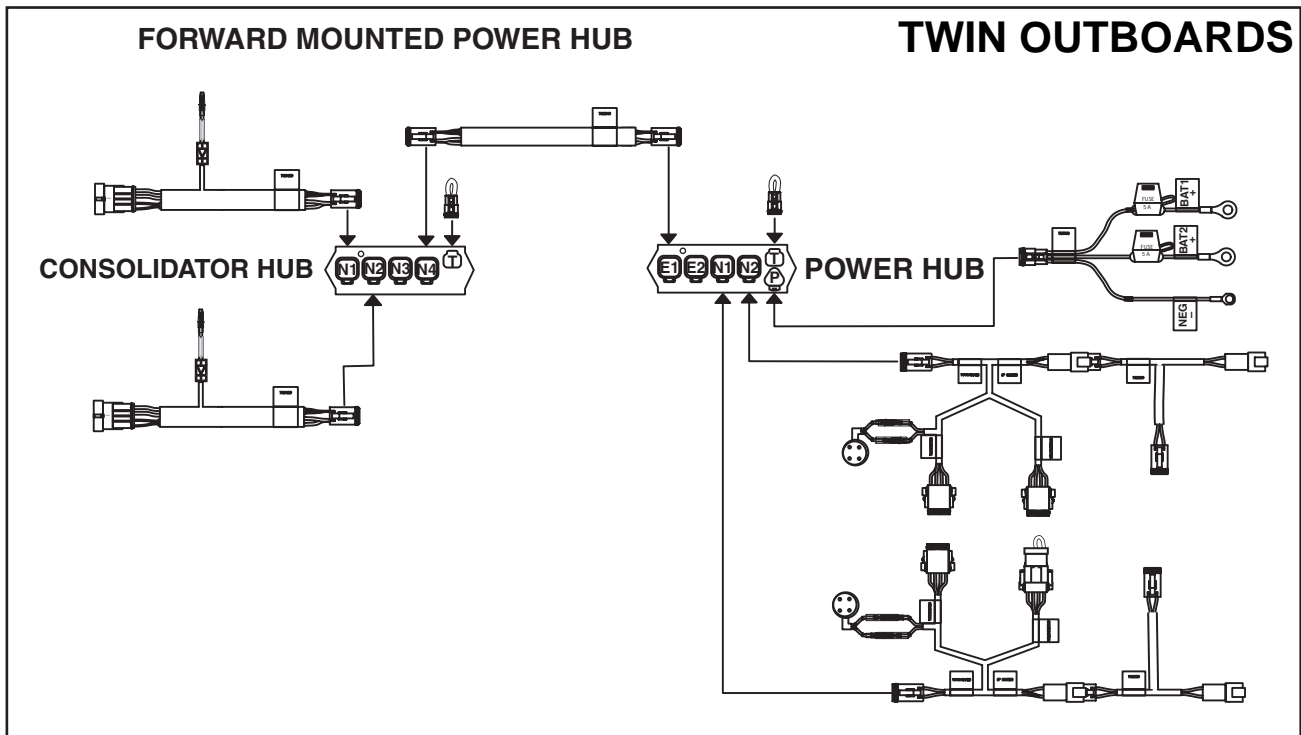 FORWARD MOUNTED POWER HUB
TWIN OUTBOARDS
CONSOLIDATOR HUB
N1 N2 N3 N4 T
E1 E2 N1 N2 T
P
POWER HUB
FUSE
5 A
BAT1
+
FUSE
5 A
BAT2
+
NEG
–